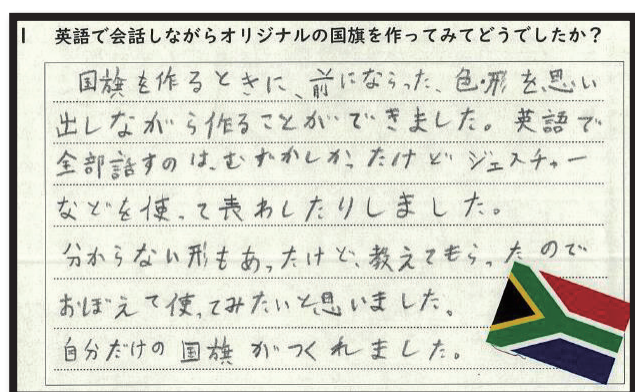 1 英語で会話しながらオリジナルの国旗を作ってみてどうでしたか？
国旗を作るときに、前にならった、色・形を思い
出しながら作ることができました。英語で
全部話すのは、むずかしかったけど ジェスチャー
などを使って表わしたりしました。
分からない形もあったけど、教えてもらったので
おぼえて使ってみたいと思いました。
自分だけの国旗がつくれました。